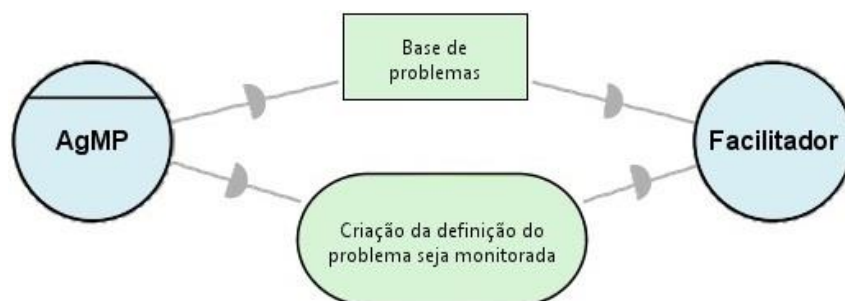 Base de
problemas
AgMP
Facilitador
Criação da definição do
problema seja monitorada